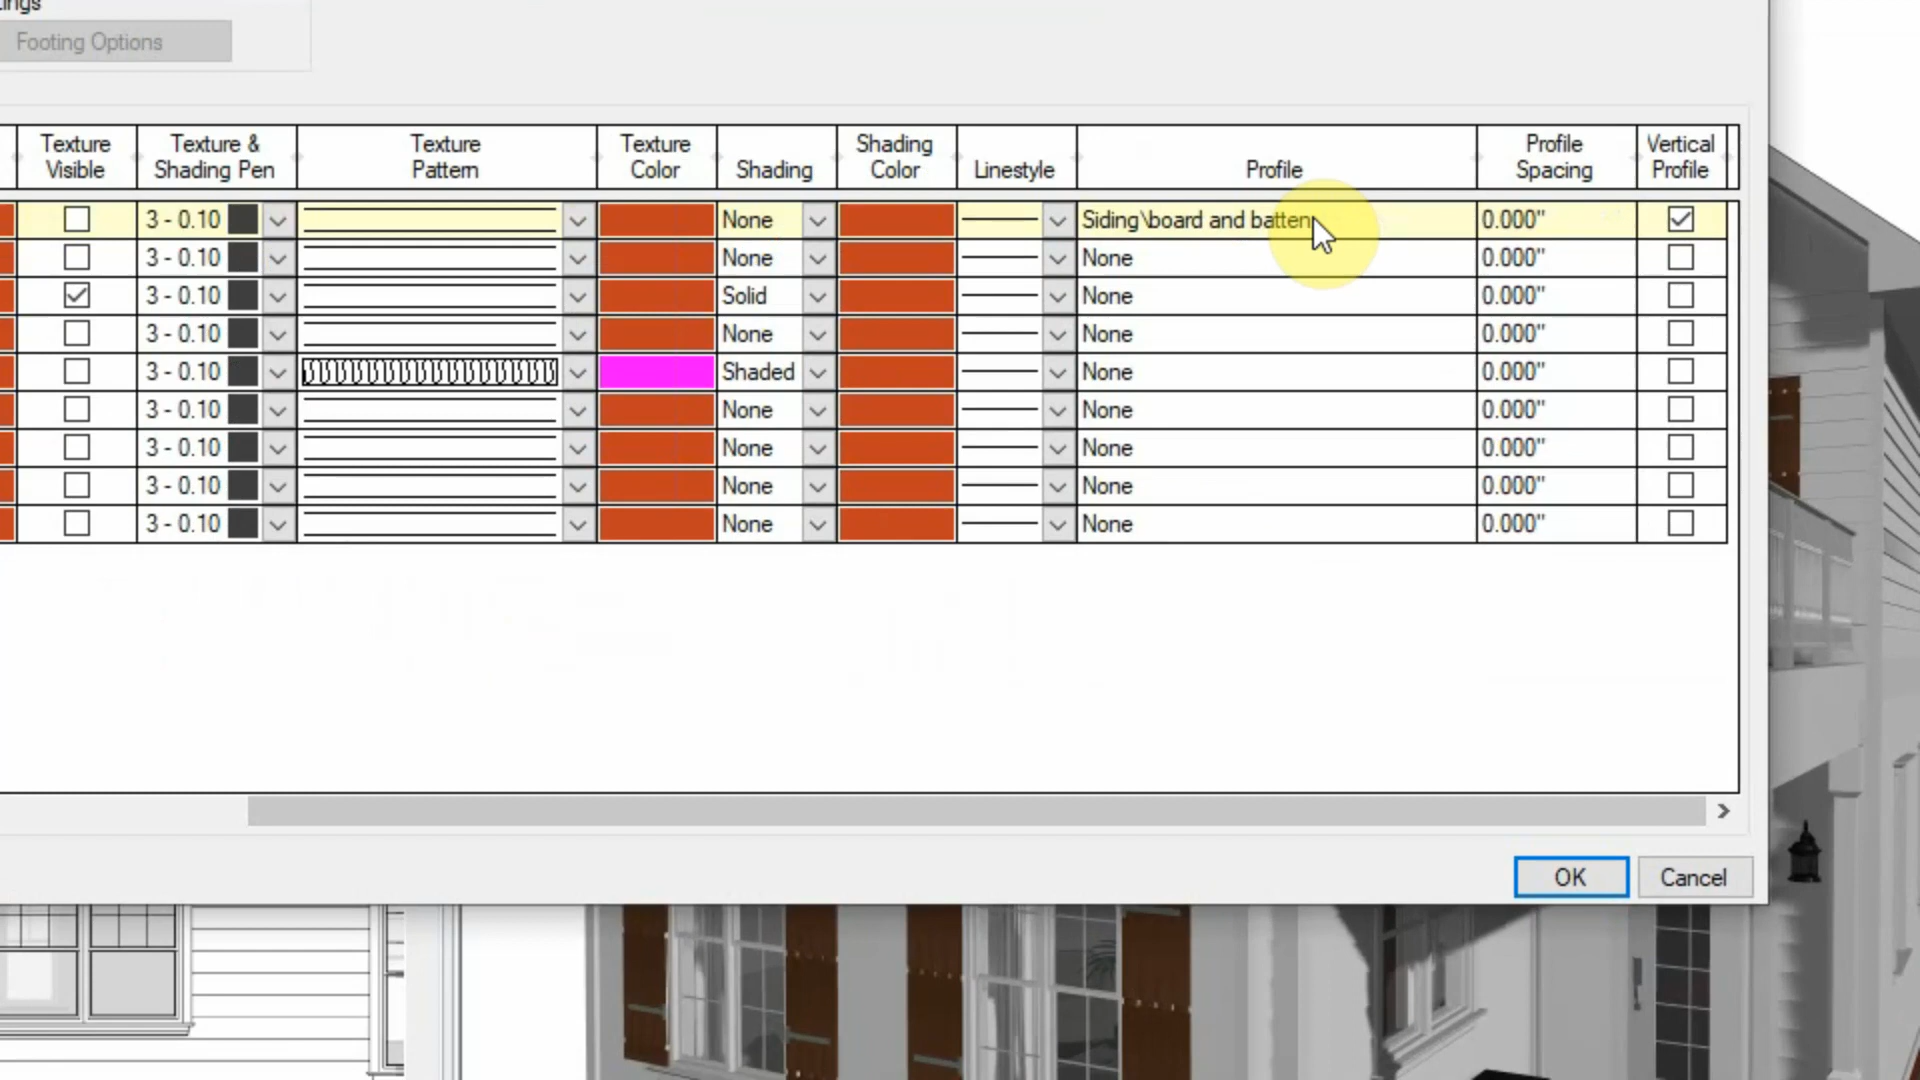 Footing Options
Texture Visible Texture & Shading Pen Texture Pattern Texture Color Shading Shading Color Linestyle Profile Profile Spacing Vertical Profile
3 - 0.10 None Siding\board and batten 0.000"
3 - 0.10 None None 0.000"
3 - 0.10 Solid None 0.000"
3 - 0.10 None None 0.000"
3 - 0.10 Shaded None 0.000"
3 - 0.10 None None 0.000"
3 - 0.10 None None 0.000"
3 - 0.10 None None 0.000"
3 - 0.10 None None 0.000"
OK Cancel